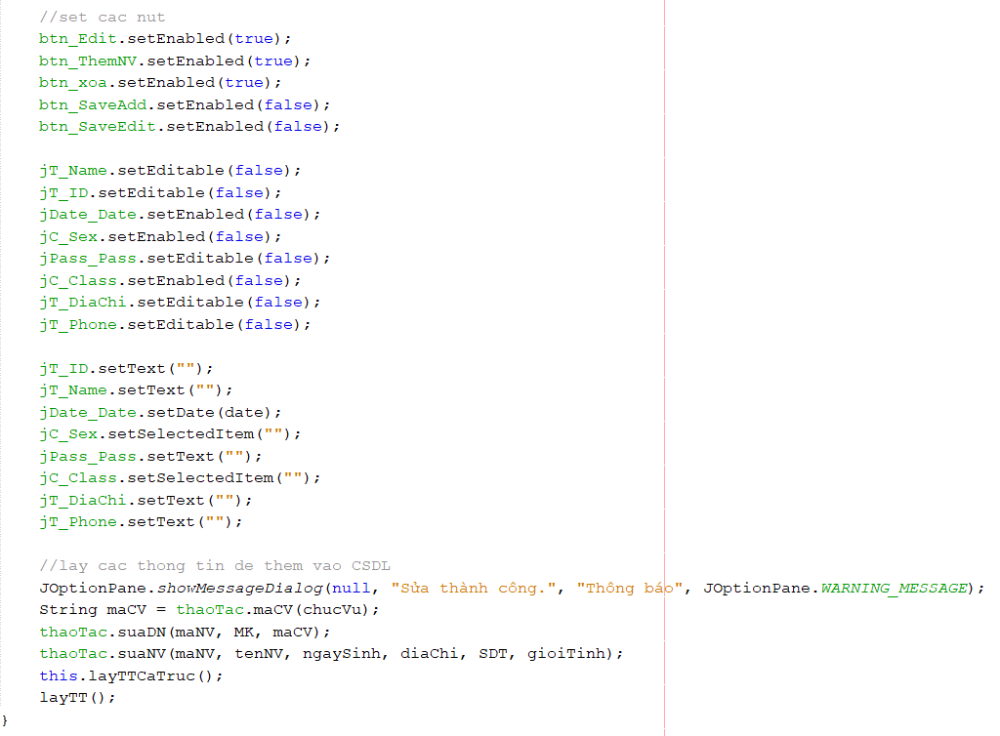 //set cac nut
btn_Edit.setEnabled(true);
btn_ThemNV.setEnabled(true);
btn_xoa.setEnabled(true);
btn_SaveAdd.setEnabled(false);
btn_SaveEdit.setEnabled(false);
jT_Name.setEditable(false);
jT_ID.setEditable(false);
jDate_Date.setEnabled(false);
jC_Sex.setEnabled(false);
jPass_Pass.setEditable(false);
jC_Class.setEnabled(false);
jT_DiaChi.setEditable(false);
jT_Phone.setEditable(false);
jT_ID.setText("");
jT_Name.setText("");
jDate_Date.setDate(date);
jC_Sex.setSelectedItem("");
jPass_Pass.setText("");
jC_Class.setSelectedItem("");
jT_DiaChi.setText("");
jT_Phone.setText("");
//lay cac thong tin de them vao CSDL
JOptionPane.showMessageDialog(null, "Sửa thành công.", "Thông báo", JOptionPane.WARNING_MESSAGE);
String maCV = thaoTac.maCV(chucVu);
thaoTac.suaDN(maNV, MK, maCV);
thaoTac.suaNV(maNV, tenNV, ngaySinh, diaChi, SDT, gioiTinh);
this.layTTCaTruc();
layTT();
}